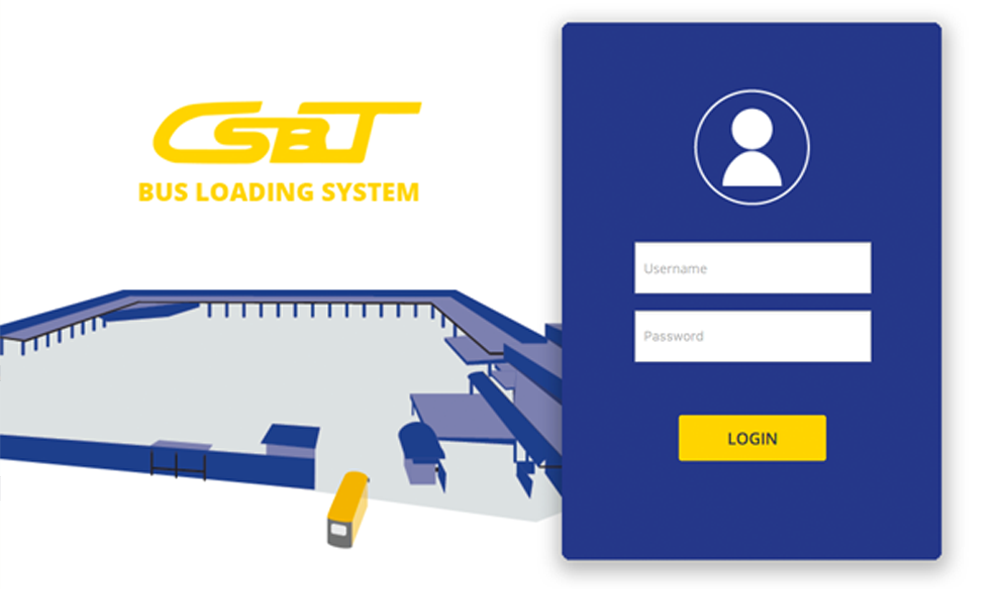 CSBT
BUS LOADING SYSTEM
Username
Password
LOGIN